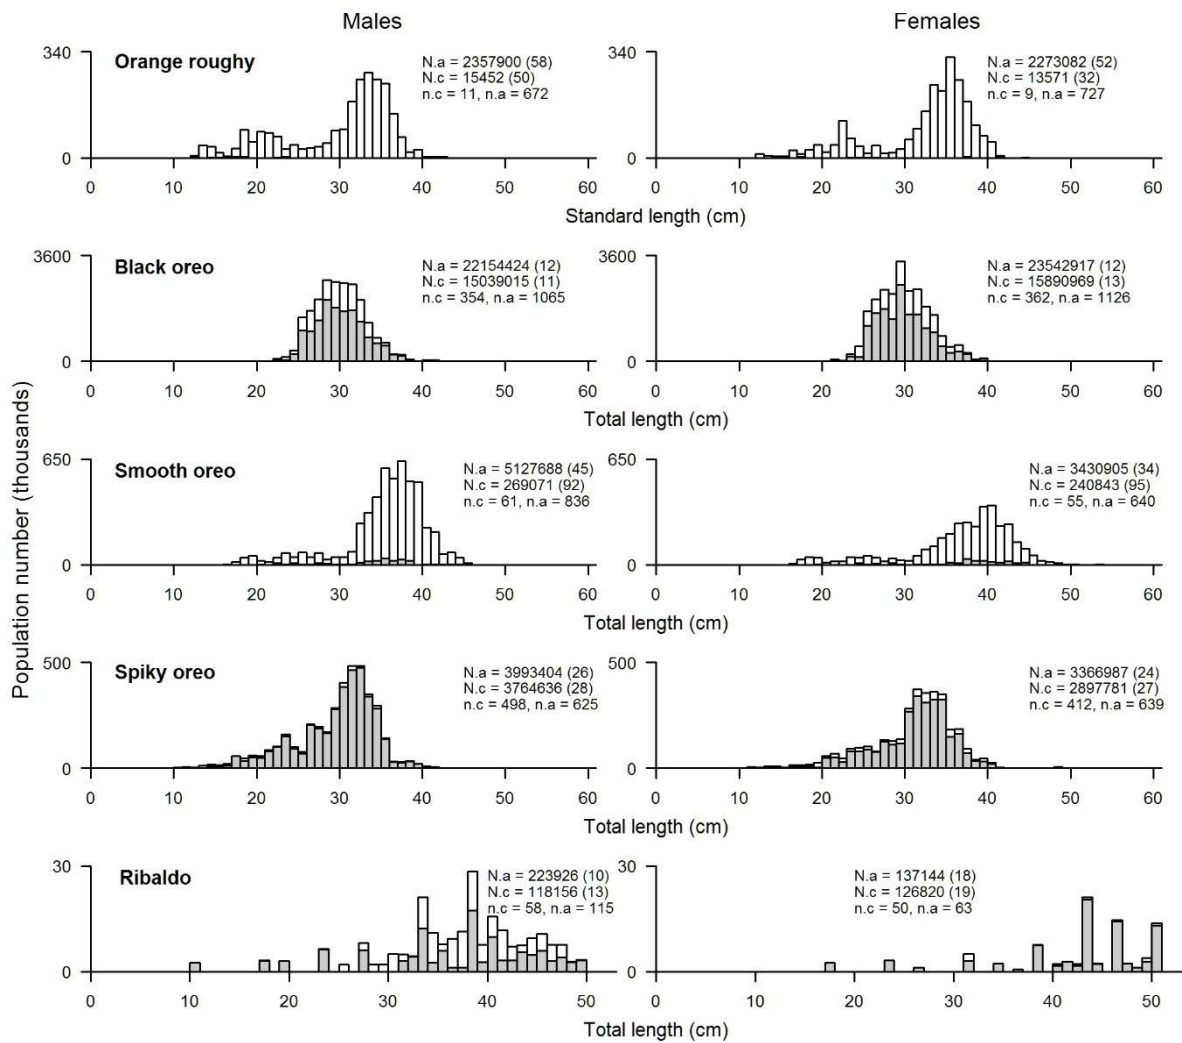 Males
Females
Population number (thousands)
Orange roughy
340
0
N.a = 2357900 (58)
N.c = 15452 (50)
n.c = 11, n.a = 672
0 10 20 30 40 50 60
340
0
N.a = 2273082 (52)
N.c = 13571 (32)
n.c = 9, n.a = 727
0 10 20 30 40 50 60
Standard length (cm)
Black oreo
3600
0
N.a = 22154424 (12)
N.c = 15039015 (11)
n.c = 354, n.a = 1065
0 10 20 30 40 50 60
3600
0
N.a = 23542917 (12)
N.c = 15890969 (13)
n.c = 362, n.a = 1126
0 10 20 30 40 50 60
Total length (cm)
Smooth oreo
650
0
N.a = 5127688 (45)
N.c = 269071 (92)
n.c = 61, n.a = 836
0 10 20 30 40 50 60
650
0
N.a = 3430905 (34)
N.c = 240843 (95)
n.c = 55, n.a = 640
0 10 20 30 40 50 60
Total length (cm)
Spiky oreo
500
0
N.a = 3993404 (26)
N.c = 3764636 (28)
n.c = 498, n.a = 625
0 10 20 30 40 50 60
500
0
N.a = 3366987 (24)
N.c = 2897781 (27)
n.c = 412, n.a = 639
0 10 20 30 40 50 60
Total length (cm)
Ribaldo
30
0
N.a = 223926 (10)
N.c = 118156 (13)
n.c = 58, n.a = 115
0 10 20 30 40 50
30
0
N.a = 137144 (18)
N.c = 126820 (19)
n.c = 50, n.a = 63
0 10 20 30 40 50
Total length (cm)